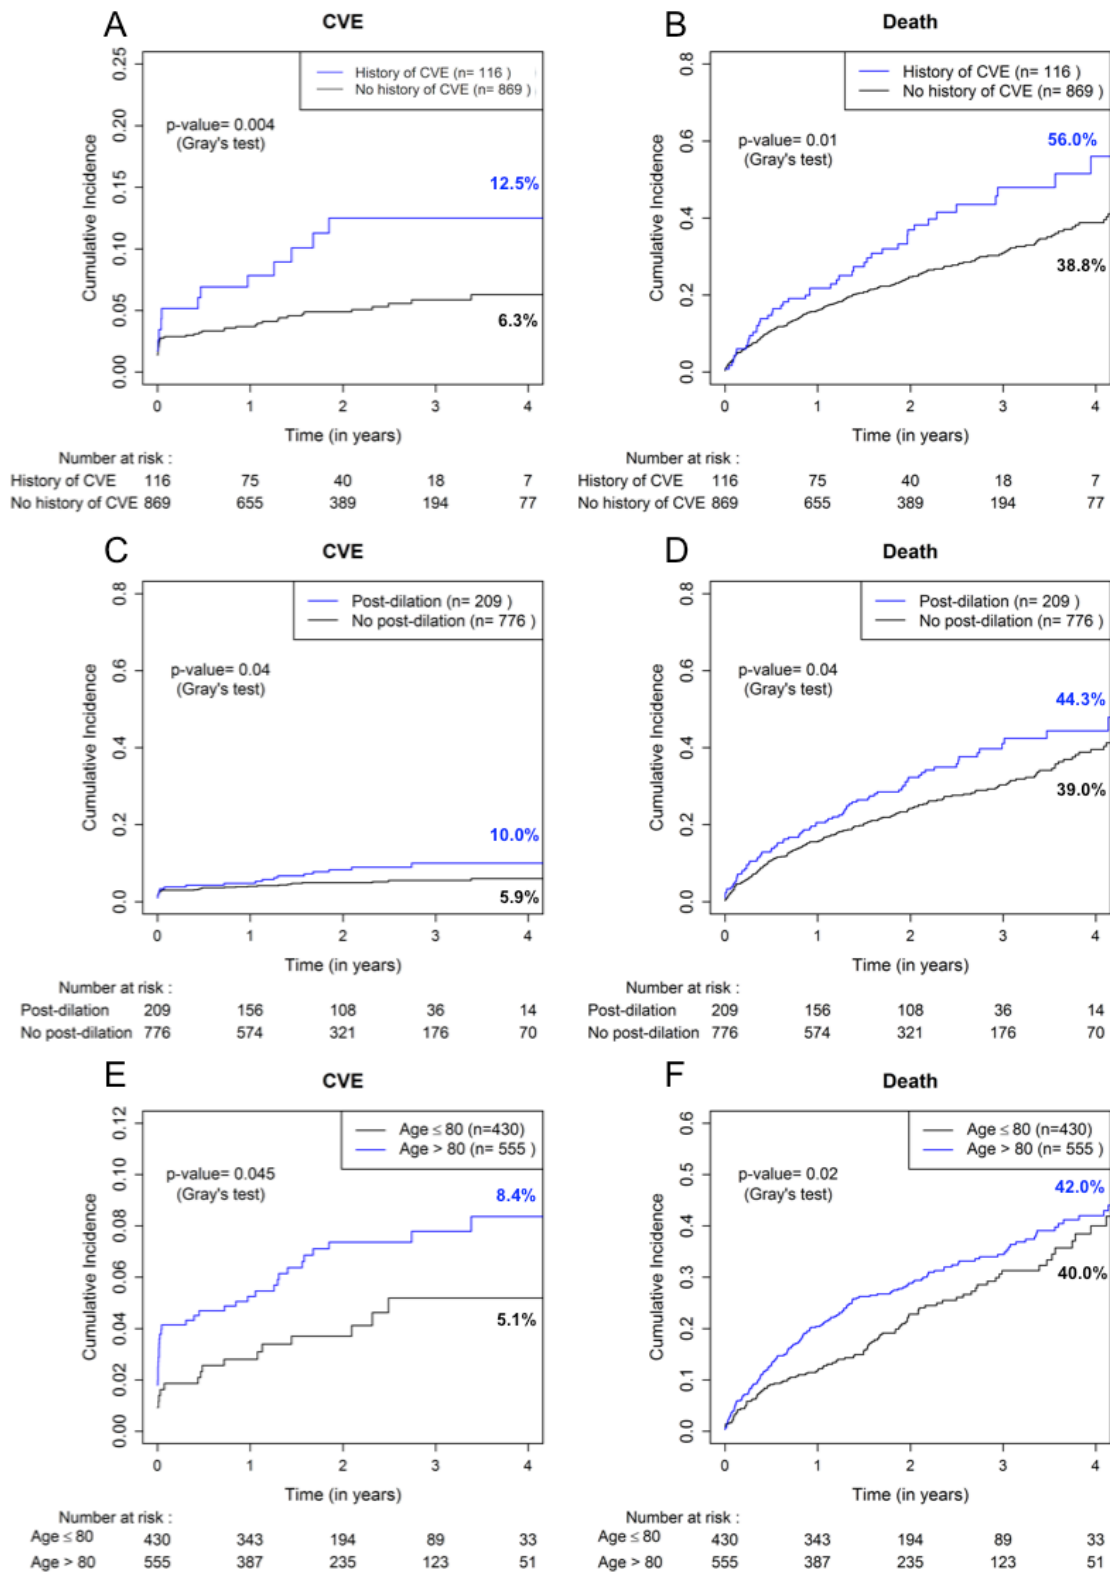 A CVE
Cumulative Incidence
0.00 0.05 0.10 0.15 0.20 0.25
History of CVE (n= 116 )
No history of CVE (n= 869 )
p-value= 0.004
(Gray's test)
12.5%
6.3%
0 1 2 3 4
Time (in years)
Number at risk :
History of CVE 116 75 40 18 7
No history of CVE 869 655 389 194 77
B Death
Cumulative Incidence
0.0 0.2 0.4 0.6 0.8
History of CVE (n= 116 )
No history of CVE (n= 869 )
p-value= 0.01
(Gray's test)
56.0%
38.8%
0 1 2 3 4
Time (in years)
Number at risk :
History of CVE 116 75 40 18 7
No history of CVE 869 655 389 194 77
C CVE
Cumulative Incidence
0.0 0.2 0.4 0.6 0.8
Post-dilation (n= 209 )
No post-dilation (n= 776 )
p-value= 0.04
(Gray's test)
10.0%
5.9%
0 1 2 3 4
Time (in years)
Number at risk :
Post-dilation 209 156 108 36 14
No post-dilation 776 574 321 176 70
D Death
Cumulative Incidence
0.0 0.2 0.4 0.6 0.8
Post-dilation (n= 209 )
No post-dilation (n= 776 )
p-value= 0.04
(Gray's test)
44.3%
39.0%
0 1 2 3 4
Time (in years)
Number at risk :
Post-dilation 209 156 108 36 14
No post-dilation 776 574 321 176 70
E CVE
Cumulative Incidence
0.00 0.02 0.04 0.06 0.08 0.10 0.12
Age ≤ 80 (n=430)
Age > 80 (n= 555 )
p-value= 0.045
(Gray's test)
8.4%
5.1%
0 1 2 3 4
Time (in years)
Number at risk :
Age ≤ 80 430 343 194 89 33
Age > 80 555 387 235 123 51
F Death
Cumulative Incidence
0.0 0.1 0.2 0.3 0.4 0.5 0.6
Age ≤ 80 (n=430)
Age > 80 (n= 555 )
p-value= 0.02
(Gray's test)
42.0%
40.0%
0 1 2 3 4
Time (in years)
Number at risk :
Age ≤ 80 430 343 194 89 33
Age > 80 555 387 235 123 51